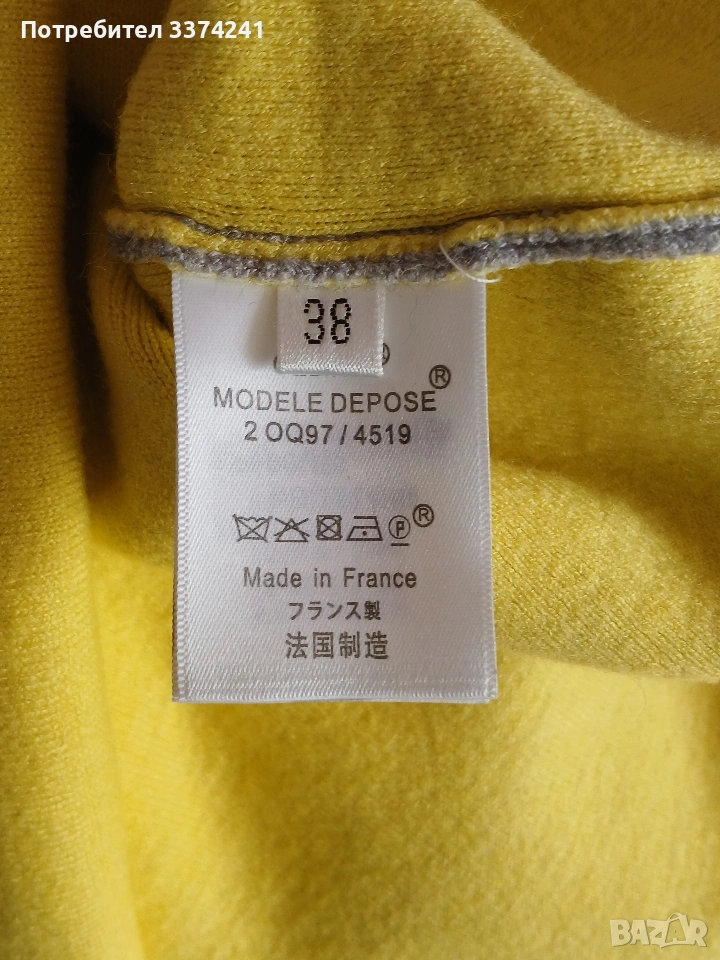 Потребител 3374241
38
MODELE DEPOSE®
2 OQ97 / 4519
P®
Made in France
フランス製
法国制造
BAZAR